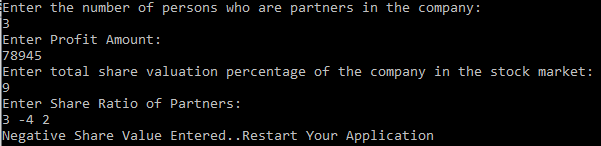 Enter the number of persons who are partners in the company:
3
Enter Profit Amount:
78945
Enter total share valuation percentage of the company in the stock market:
9
Enter Share Ratio of Partners:
3 -4 2
Negative Share Value Entered..Restart Your Application